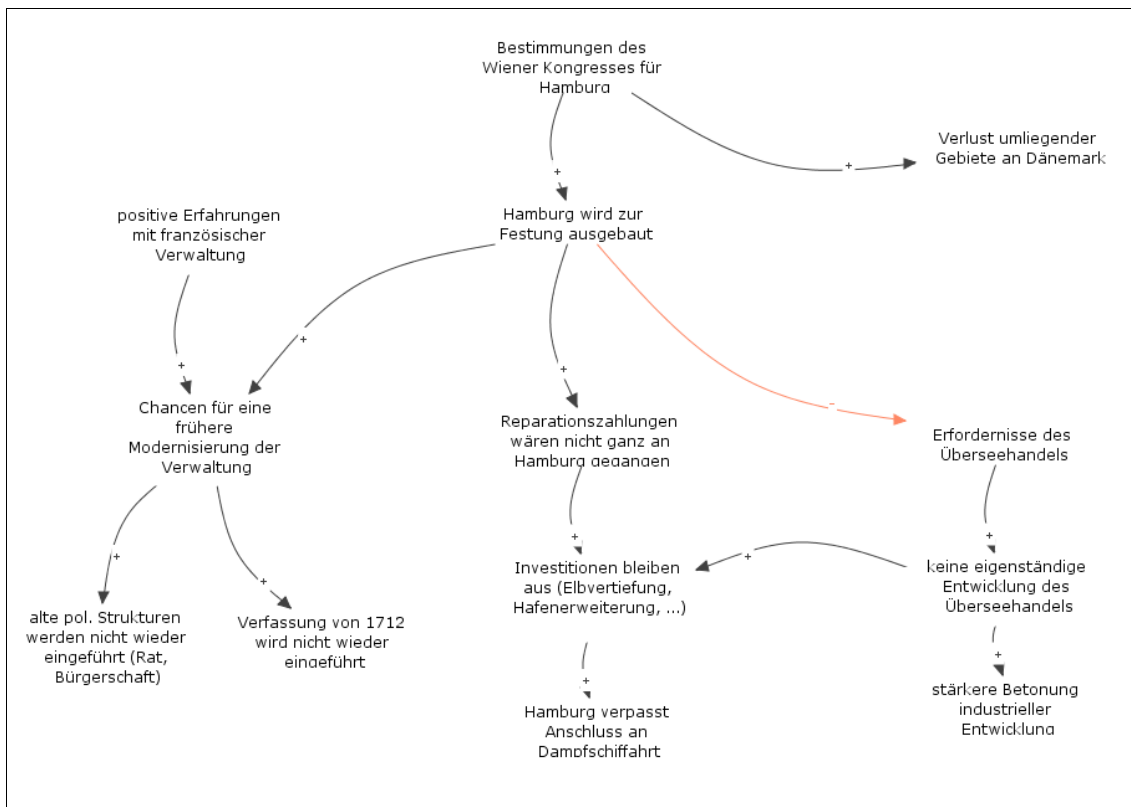 Bestimmungen des
Wiener Kongresses für
Hamburg
+
+
Verlust umliegender
Gebiete an Dänemark
positive Erfahrungen
mit französischer
Verwaltung
Hamburg wird zur
Festung ausgebaut
+
+
+
-
Chancen für eine
frühere
Modernisierung der
Verwaltung
Reparationszahlungen
wären nicht ganz an
Hamburg gegangen
Erfordernisse des
Überseehandels
+
+
+
+
+
alte pol. Strukturen
werden nicht wieder
eingeführt (Rat,
Bürgerschaft)
Verfassung von 1712
wird nicht wieder
eingeführt
Investitionen bleiben
aus (Elbvertiefung,
Hafenerweiterung, ...)
keine eigenständige
Entwicklung des
Überseehandels
+
+
Hamburg verpasst
Anschluss an
Dampfschiffahrt
stärkere Betonung
industrieller
Entwicklung